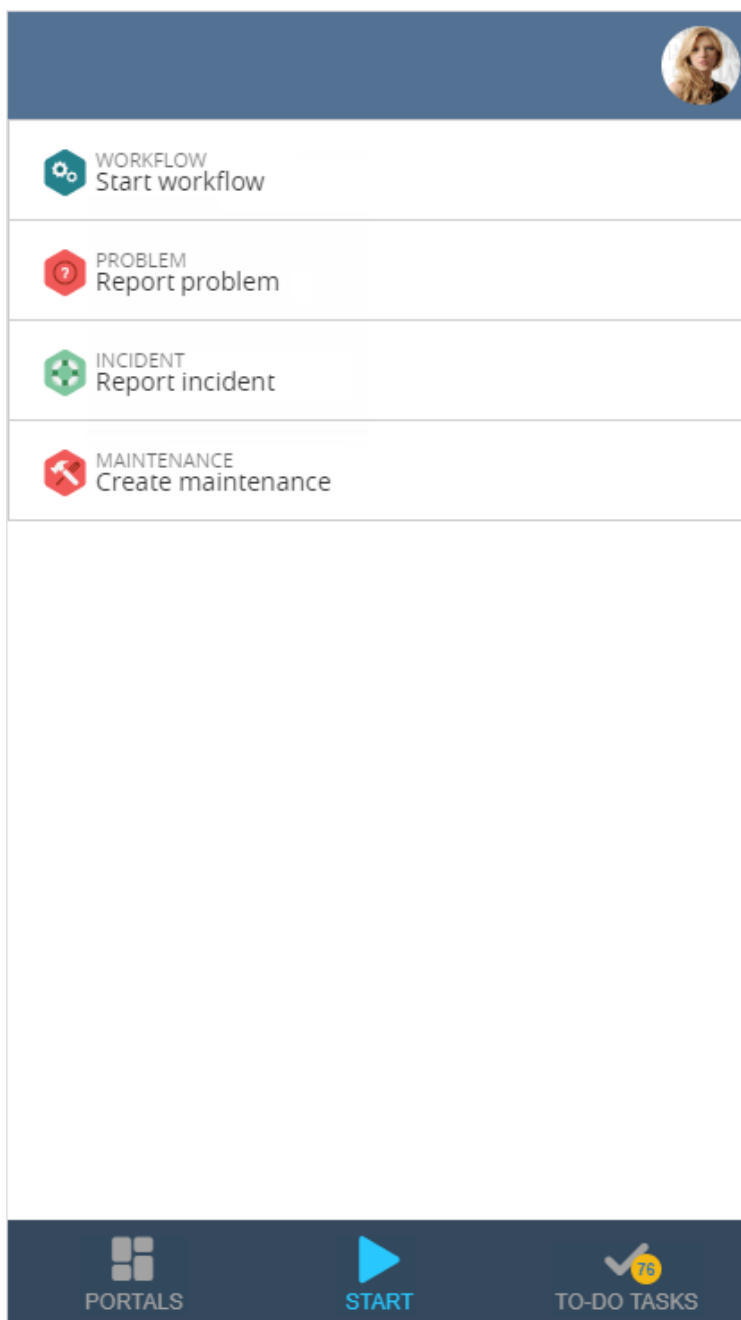 WORKFLOW
Start workflow
PROBLEM
Report problem
?
INCIDENT
Report incident
MAINTENANCE
Create maintenance
76
PORTALS
START
TO-DO TASKS